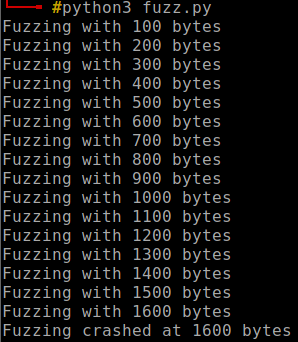 #python3 fuzz.py
Fuzzing with 100 bytes
Fuzzing with 200 bytes
Fuzzing with 300 bytes
Fuzzing with 400 bytes
Fuzzing with 500 bytes
Fuzzing with 600 bytes
Fuzzing with 700 bytes
Fuzzing with 800 bytes
Fuzzing with 900 bytes
Fuzzing with 1000 bytes
Fuzzing with 1100 bytes
Fuzzing with 1200 bytes
Fuzzing with 1300 bytes
Fuzzing with 1400 bytes
Fuzzing with 1500 bytes
Fuzzing with 1600 bytes
Fuzzing crashed at 1600 bytes